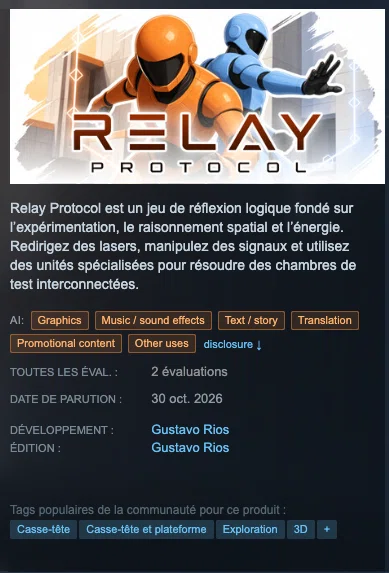 RELAY
PROTOCOL
Relay Protocol est un jeu de réflexion logique fondé sur
l'expérimentation, le raisonnement spatial et l'énergie.
Redirigez des lasers, manipulez des signaux et utilisez
des unités spécialisées pour résoudre des chambres de
test interconnectées.
AI: Graphics Music / sound effects Text / story Translation
Promotional content Other uses disclosure ↓
TOUTES LES ÉVAL. : 2 évaluations
DATE DE PARUTION : 30 oct. 2026
DÉVELOPPEMENT : Gustavo Rios
ÉDITION : Gustavo Rios
Tags populaires de la communauté pour ce produit :
Casse-tête Casse-tête et plateforme Exploration 3D +